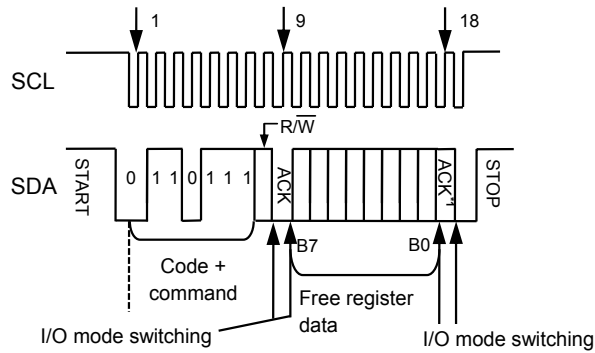 1 9 18
SCL
R/W̅
SDA
START 0 1 1 0 1 1 1 ACK ACK*1 STOP
B7 B0
Code +
command
Free register
data
I/O mode switching
I/O mode switching